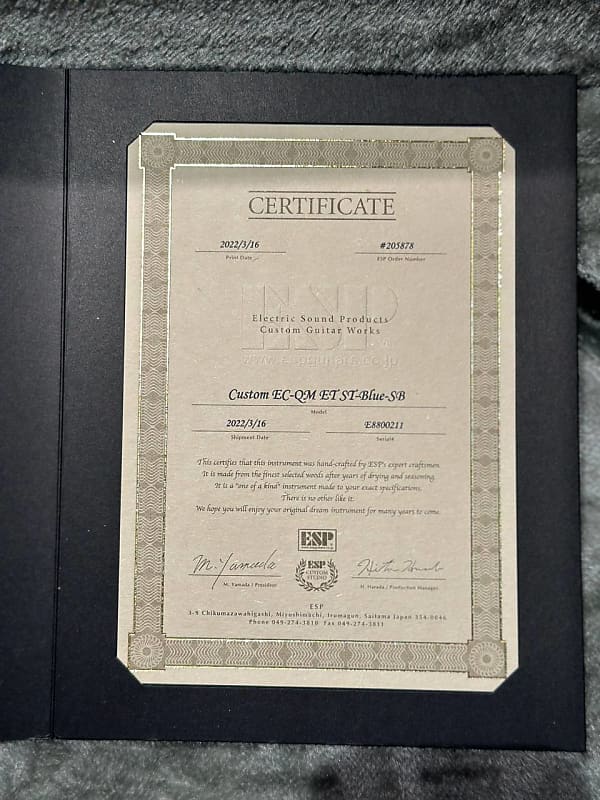 CERTIFICATE
2022/3/16 #205878
Print Date ESP Order Number
ESP
Electric Sound Products
Custom Guitar Works
www.espguitars.co.jp
Custom EC-QM ET ST-Blue-SB
Model
2022/3/16 E8800211
Shipment Date Serial#
This certifies that this instrument was hand-crafted by ESP's expert craftsmen.
It is made from the finest selected woods after years of drying and seasoning.
It is a "one of a kind" instrument made to your exact specifications.
There is no other like it.
We hope you will enjoy your original dream instrument for many years to come.
ESP
M. Yamada
ESP
CUSTOM
STUDIO
M. Yamada / President H. Harada / Production Manager
ESP
3-9 Chikumazawahigashi, Miyoshimachi, Irumagun, Saitama Japan 354-0046
Phone 049-274-3810 Fax 049-274-3811